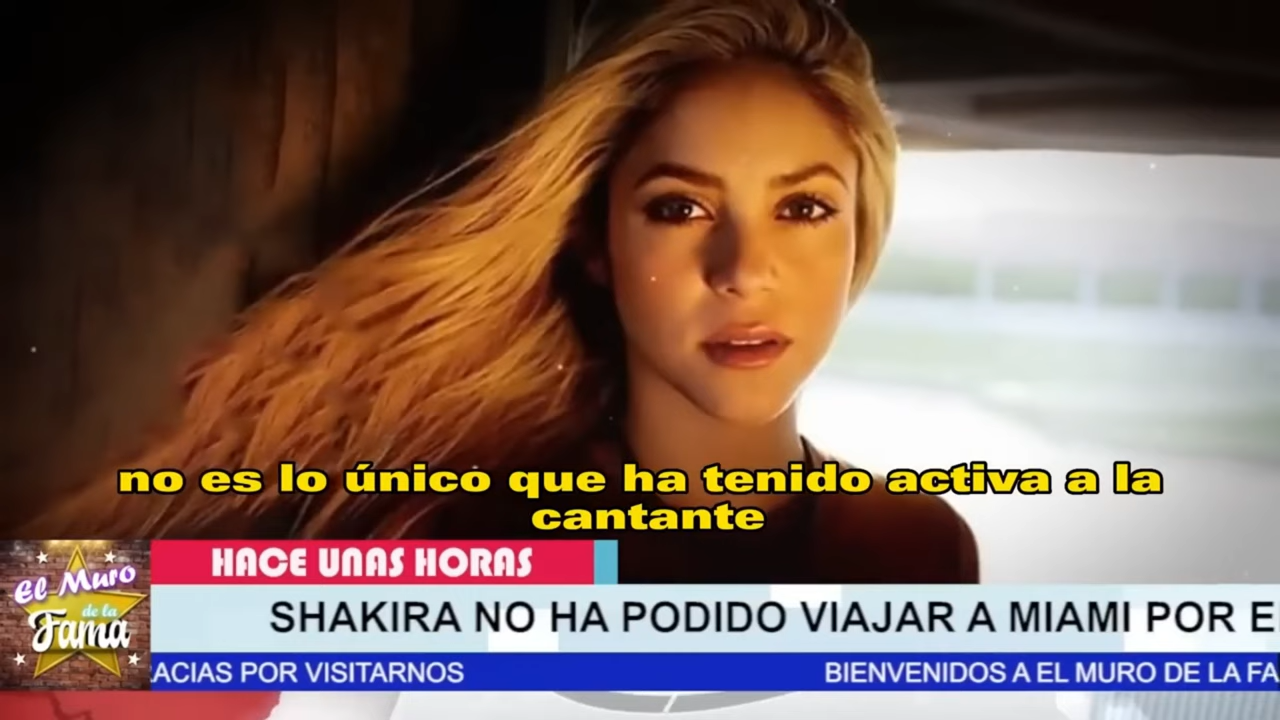 no es lo único que ha tenido activa a la
cantante
HACE UNAS HORAS
SHAKIRA NO HA PODIDO VIAJAR A MIAMI POR E
El Muro
de la
Fama
ACIAS POR VISITARNOS
BIENVENIDOS A EL MURO DE LA FA